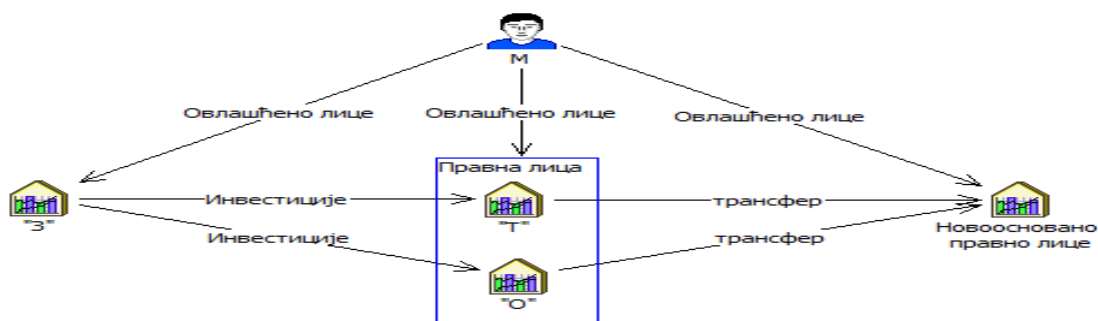 М
Овлашћено лице
Овлашћено лице
Овлашћено лице
Правна лица
"З"
Инвестиције
"Т"
трансфер
Новоосновано
правно лице
Инвестиције
трансфер
"О"